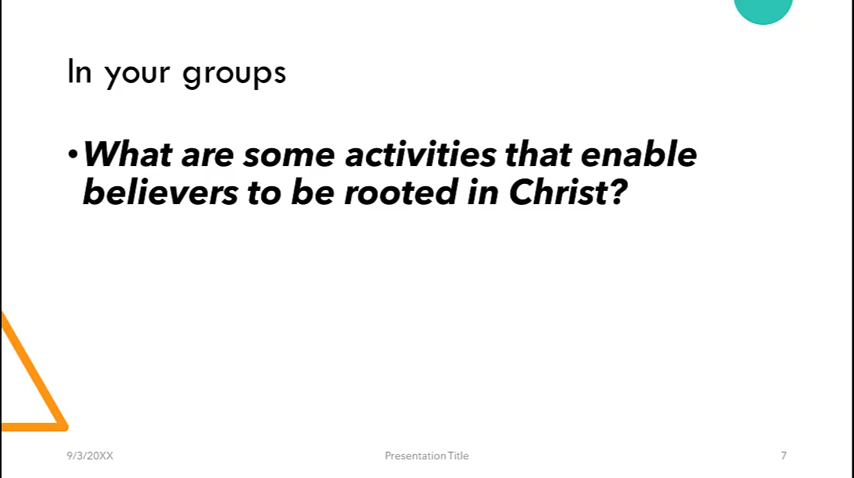 In your groups
•What are some activities that enable
believers to be rooted in Christ?
9/3/20XX
Presentation Title
7